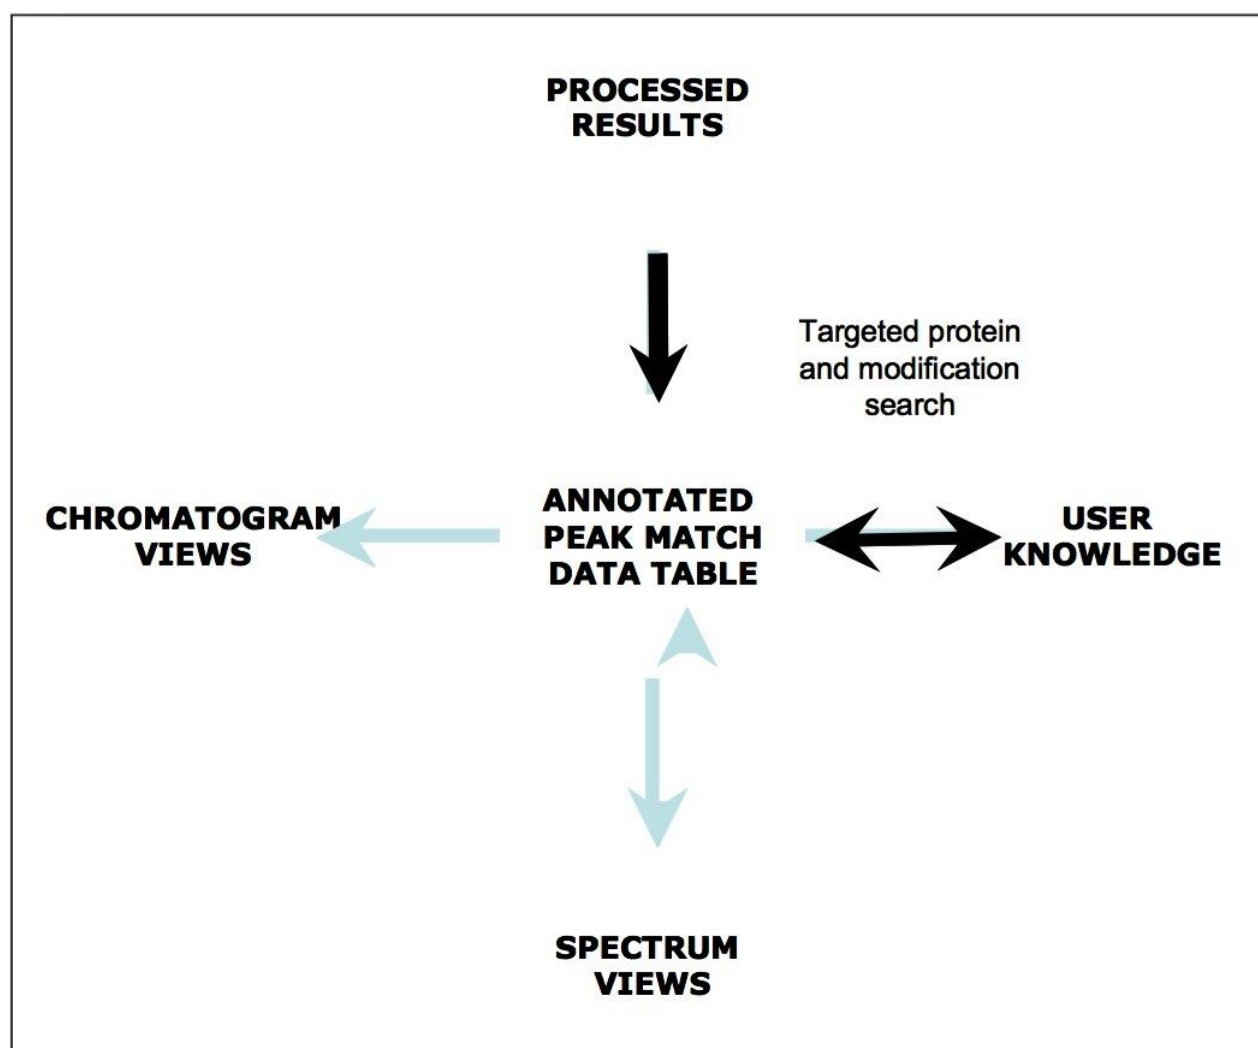 PROCESSED
RESULTS
Targeted protein
and modification
search
CHROMATOGRAM
VIEWS
ANNOTATED
PEAK MATCH
DATA TABLE
USER
KNOWLEDGE
SPECTRUM
VIEWS